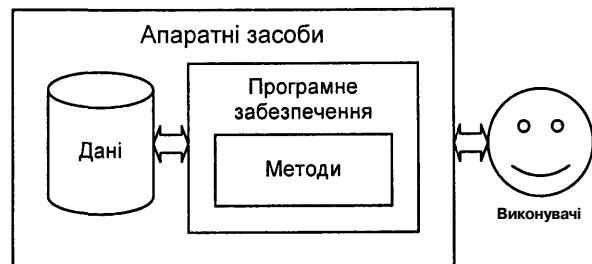 Апаратні засоби
Програмне
забезпечення
Дані
Методи
Виконувачі